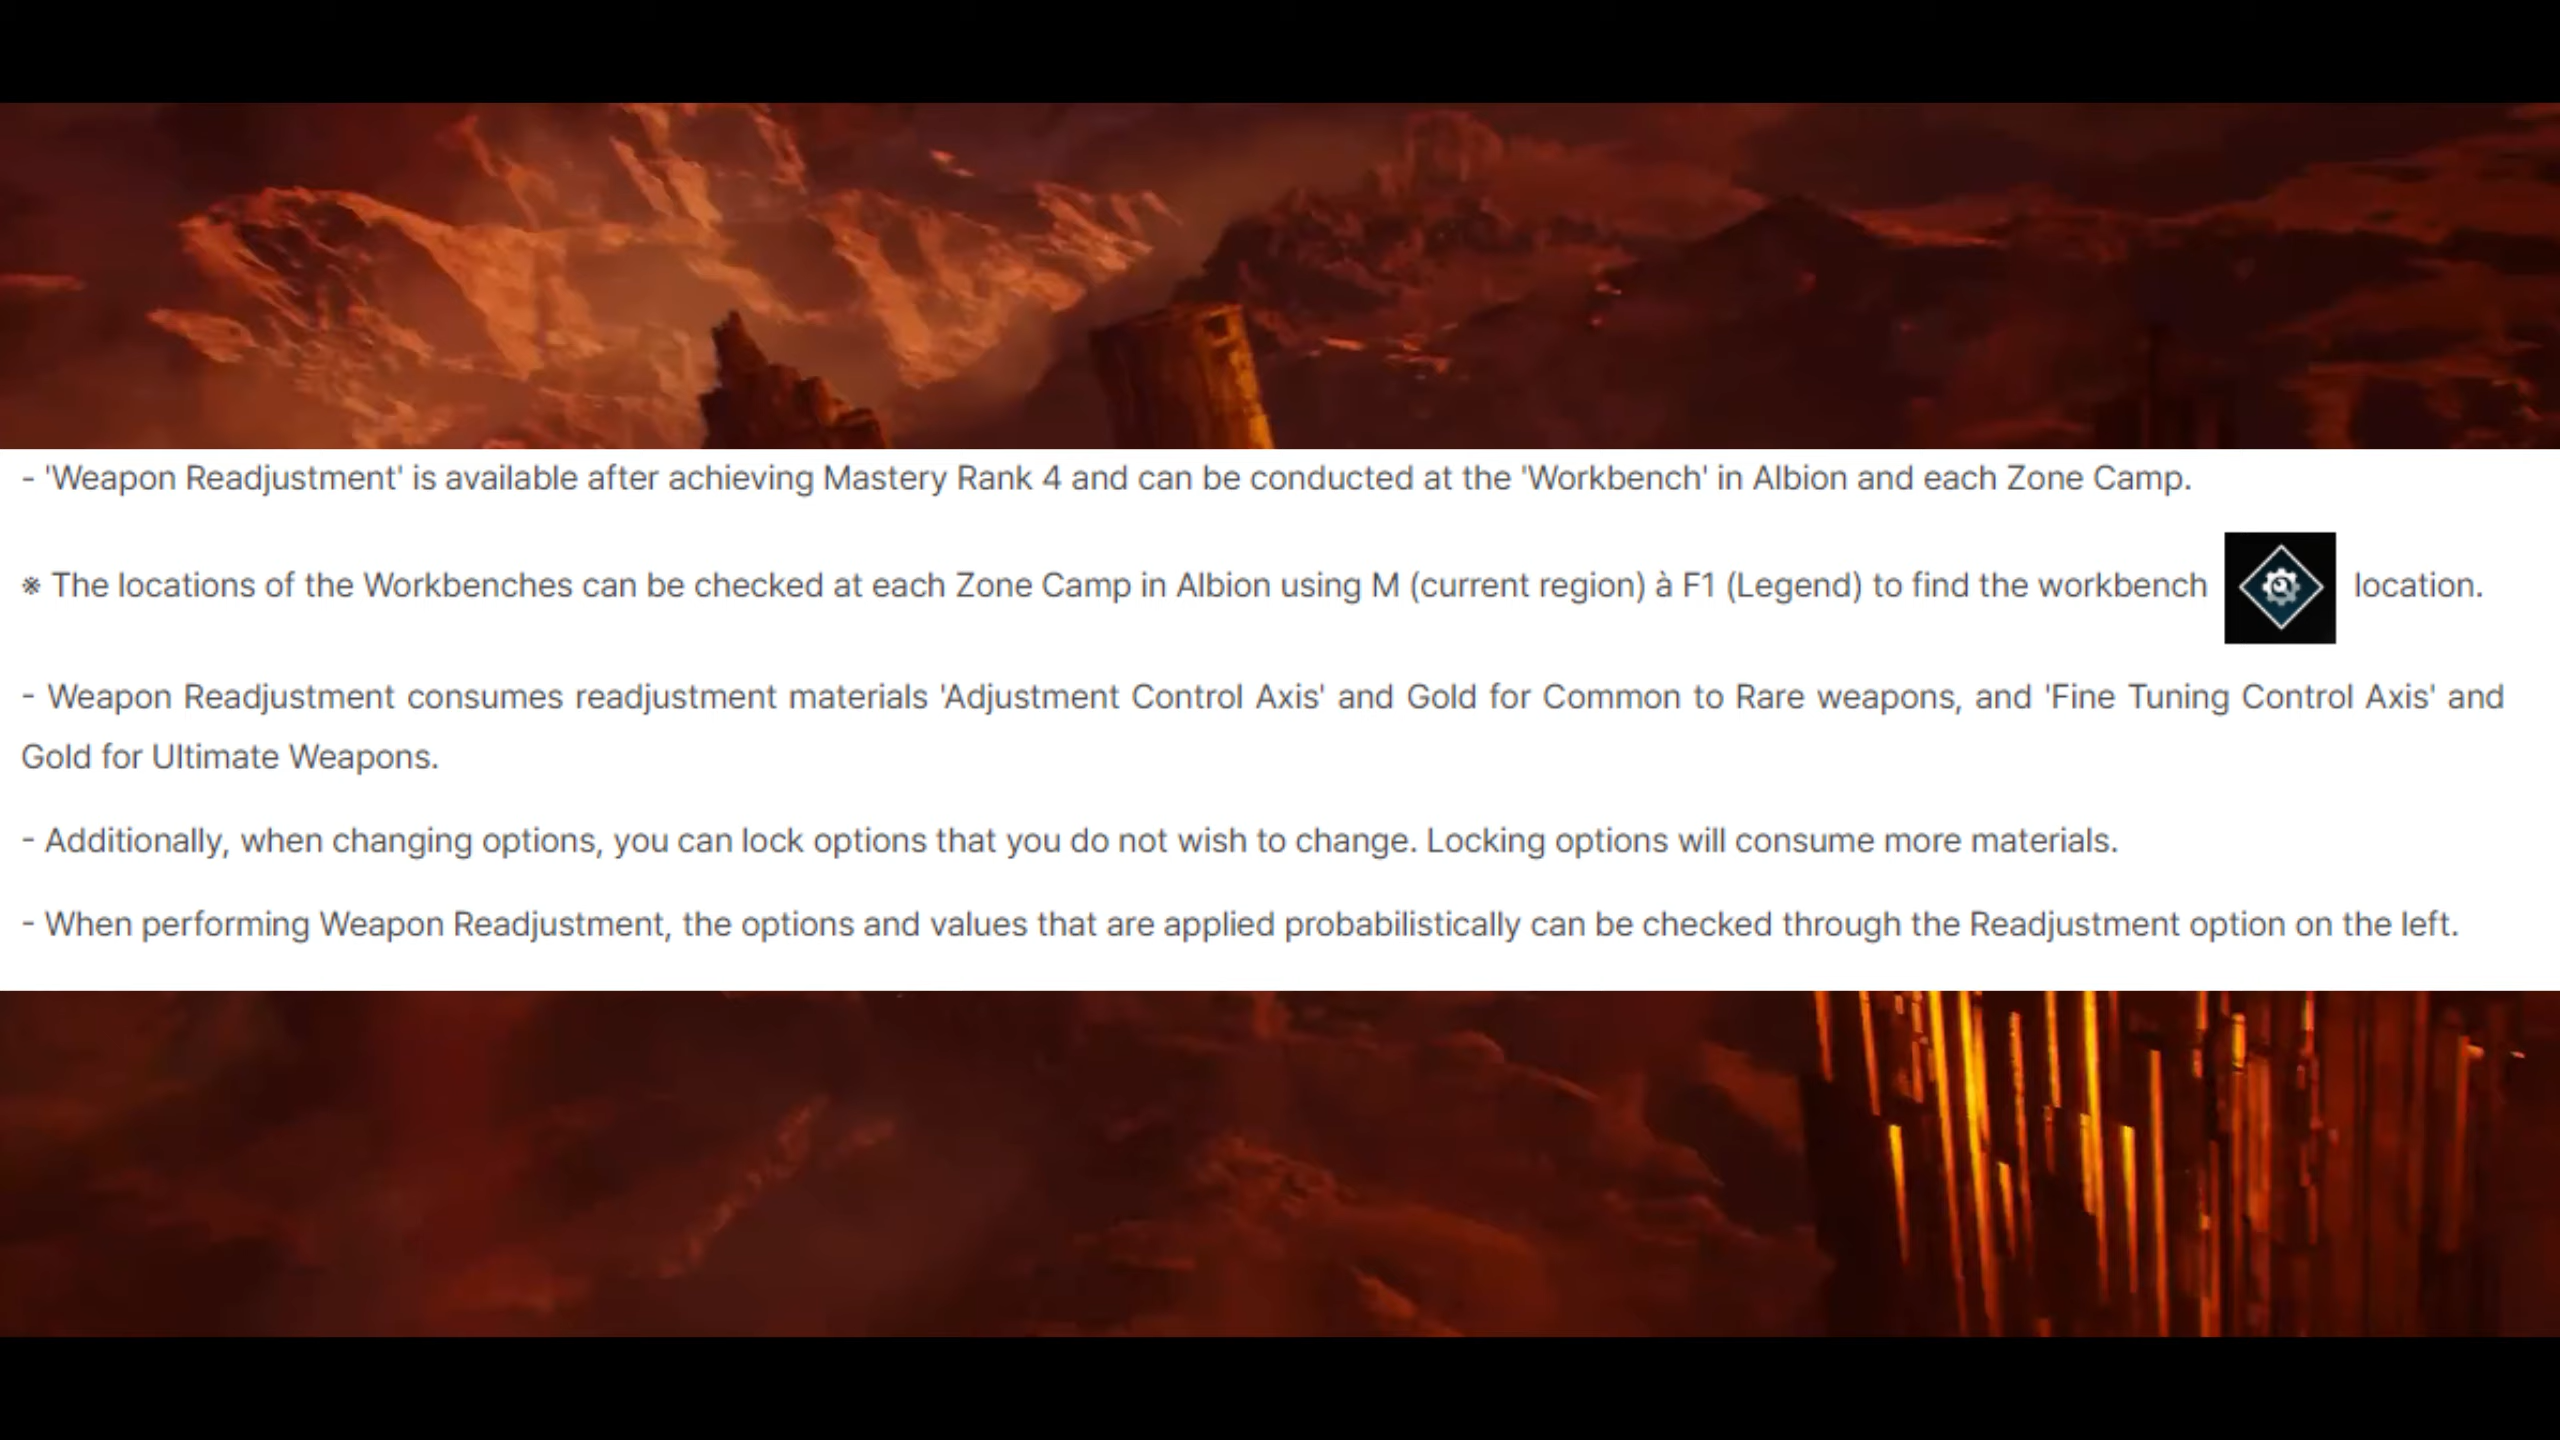 - 'Weapon Readjustment' is available after achieving Mastery Rank 4 and can be conducted at the 'Workbench' in Albion and each Zone Camp.
※ The locations of the Workbenches can be checked at each Zone Camp in Albion using M (current region) à F1 (Legend) to find the workbench location.
- Weapon Readjustment consumes readjustment materials 'Adjustment Control Axis' and Gold for Common to Rare weapons, and 'Fine Tuning Control Axis' and
Gold for Ultimate Weapons.
- Additionally, when changing options, you can lock options that you do not wish to change. Locking options will consume more materials.
- When performing Weapon Readjustment, the options and values that are applied probabilistically can be checked through the Readjustment option on the left.